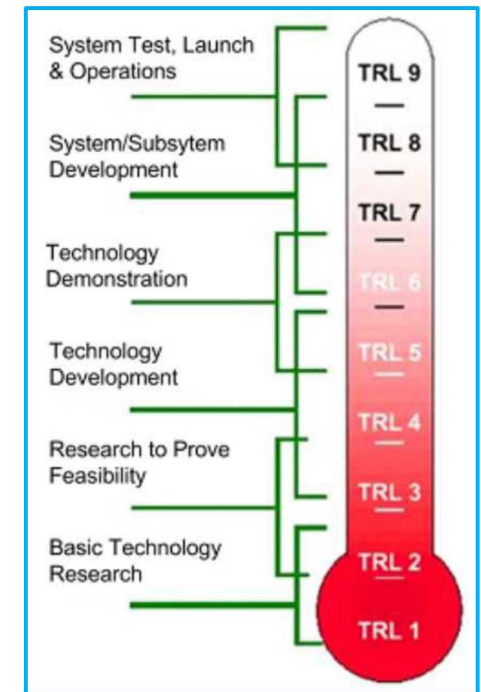 System Test, Launch
& Operations
System/Subsytem
Development
Technology
Demonstration
Technology
Development
Research to Prove
Feasibility
Basic Technology
Research
TRL 9
TRL 8
TRL 7
TRL 6
TRL 5
TRL 4
TRL 3
TRL 2
TRL 1